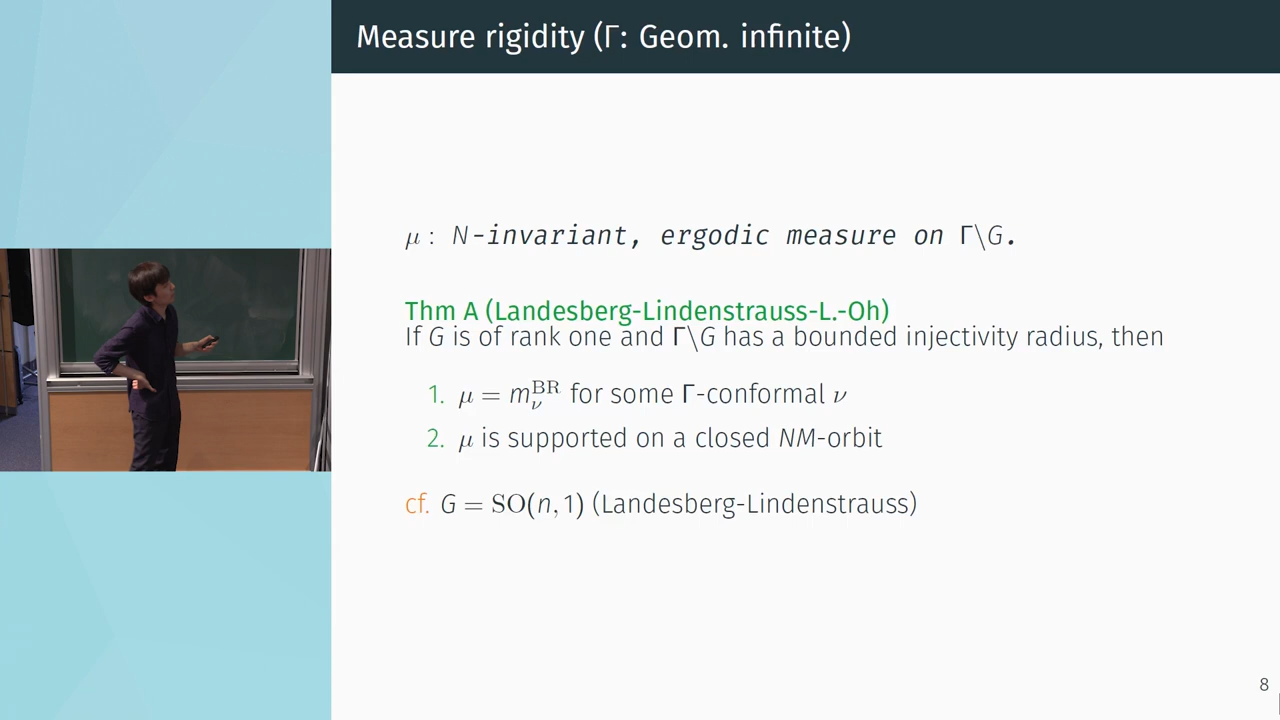 Measure rigidity (Γ: Geom. infinite)
μ : N-invariant, ergodic measure on Γ\G.
Thm A (Landesberg-Lindenstrauss-L.-Oh)
If G is of rank one and Γ\G has a bounded injectivity radius, then
1. μ = m_ν^BR for some Γ-conformal ν
2. μ is supported on a closed NM-orbit
cf. G = SO(n, 1) (Landesberg-Lindenstrauss)
8